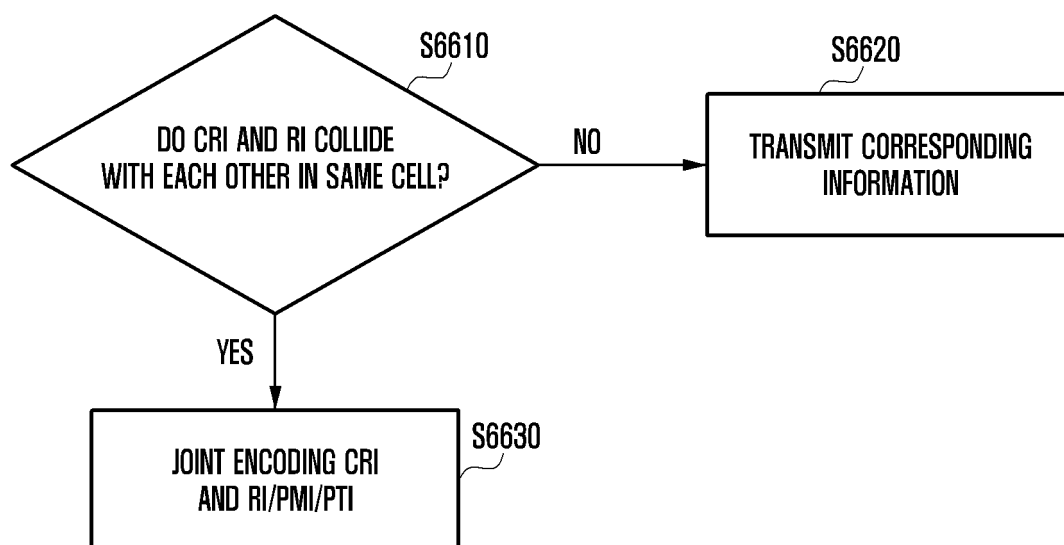 S6610
S6620
DO CRI AND RI COLLIDE
WITH EACH OTHER IN SAME CELL?
NO
TRANSMIT CORRESPONDING
INFORMATION
YES
S6630
JOINT ENCODING CRI
AND RI/PMI/PTI